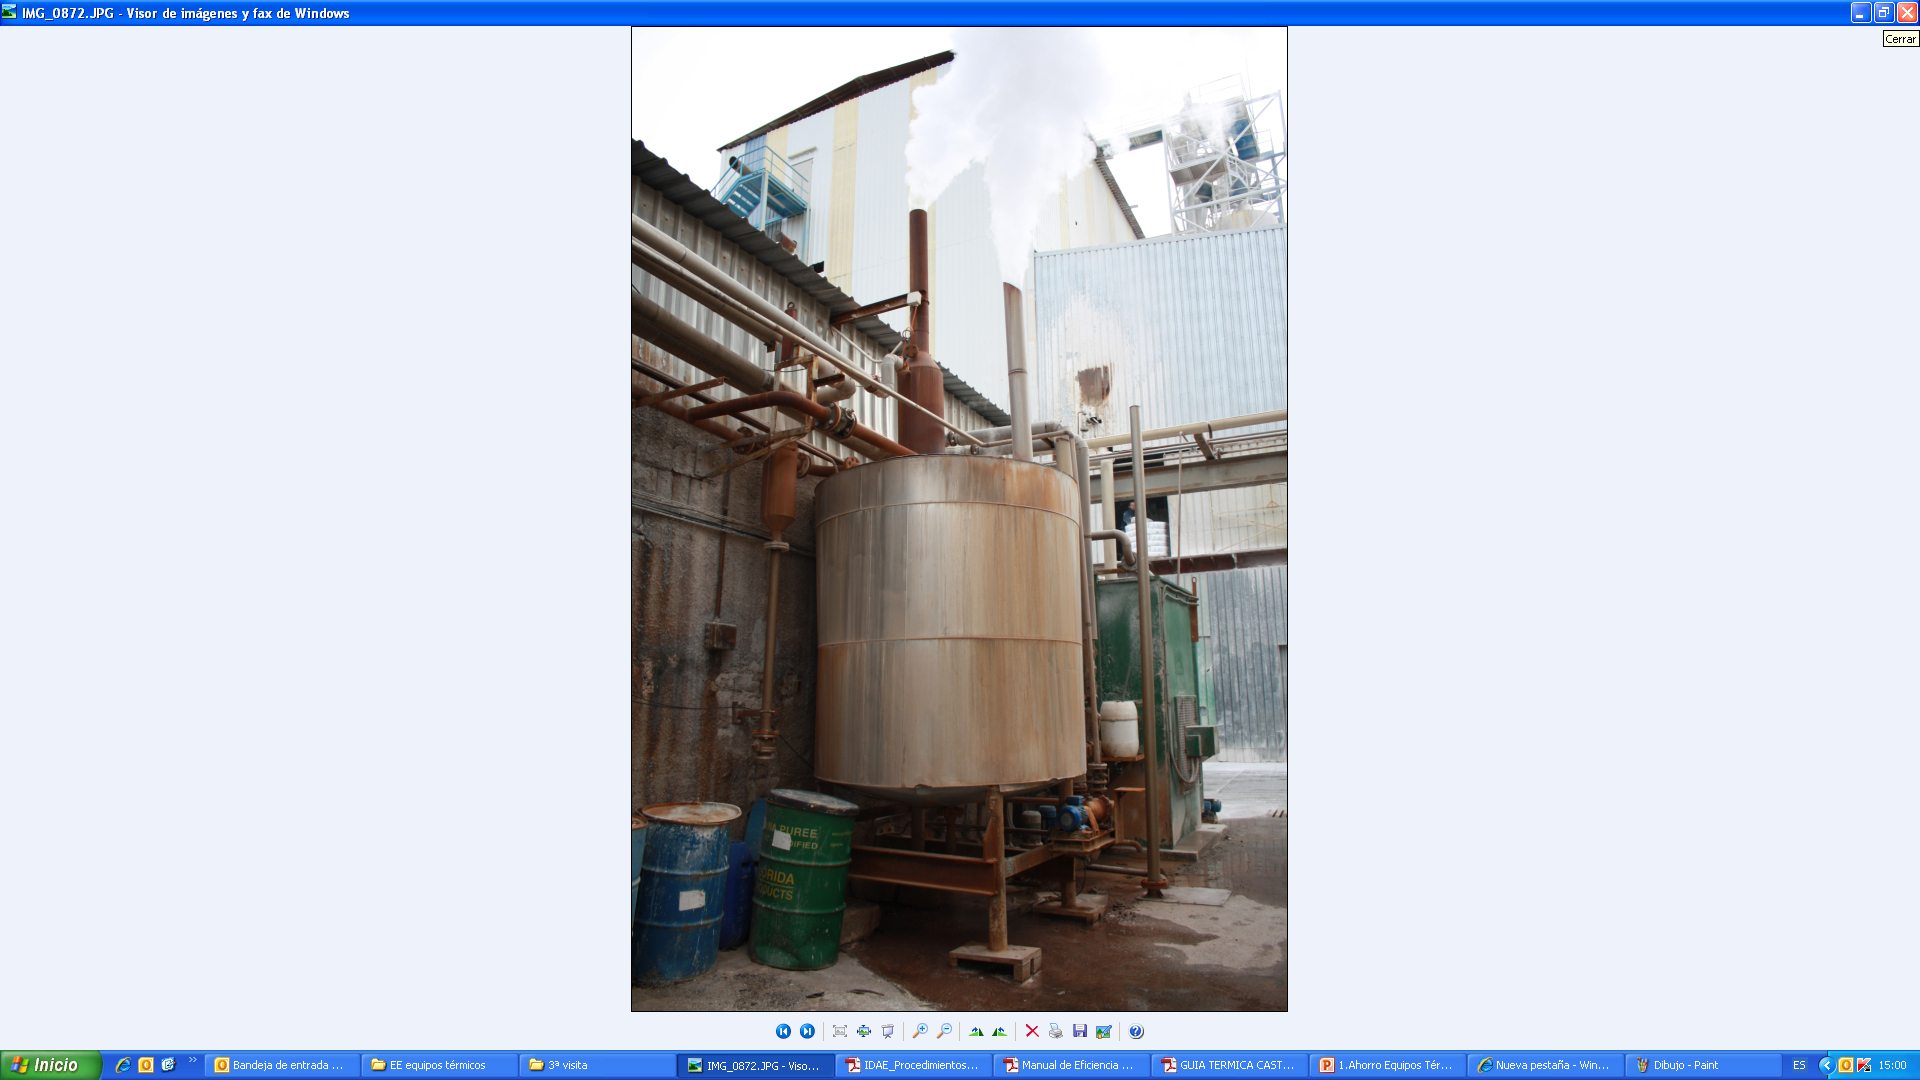 IMG_0872.JPG - Visor de imágenes y fax de Windows
Cerrar
PUREE
IFIED
ORIDA
UCTS
Inicio
Bandeja de entrada ...
EE equipos térmicos
3ª visita
IMG_0872.JPG - Viso...
IDAE_Procedimientos...
Manual de Eficiencia ...
GUIA TERMICA CAST...
1.Ahorro Equipos Tér...
Nueva pestaña - Win...
Dibujo - Paint
ES
15:00